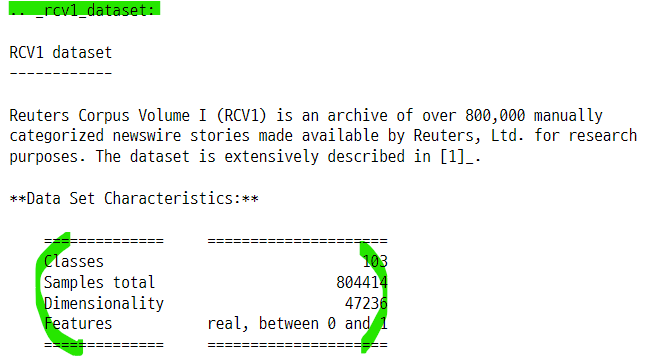 .. _rcv1_dataset:
RCV1 dataset
------------
Reuters Corpus Volume I (RCV1) is an archive of over 800,000 manually
categorized newswire stories made available by Reuters, Ltd. for research
purposes. The dataset is extensively described in [1]_.
**Data Set Characteristics:**
============== =====================
Classes 103
Samples total 804414
Dimensionality 47236
Features real, between 0 and 1
============== =====================